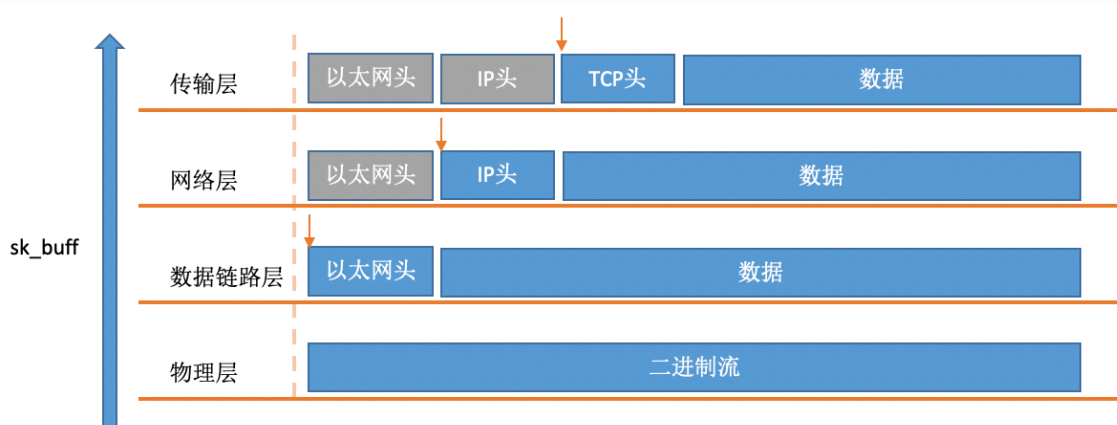 传输层 以太网头 IP头 TCP头 数据
网络层 以太网头 IP头 数据
sk_buff
数据链路层 以太网头 数据
物理层 二进制流